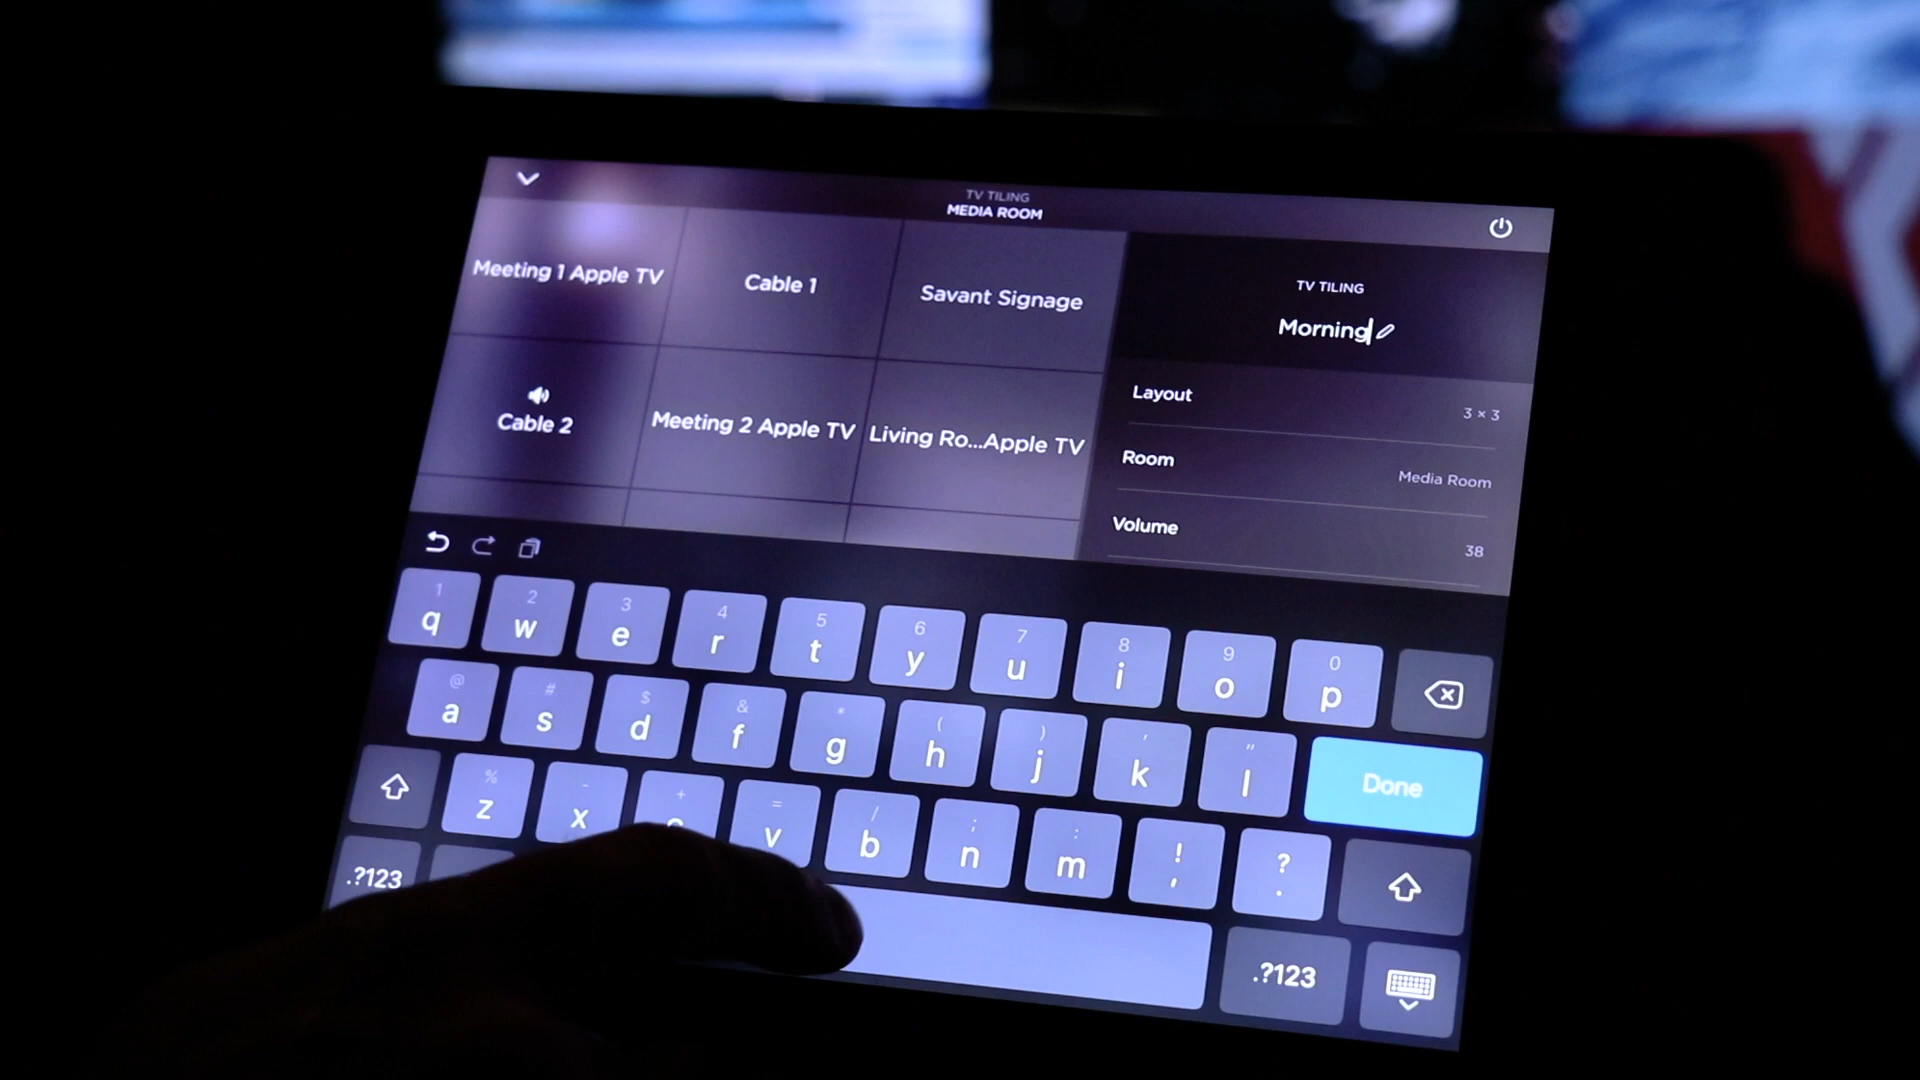 TV TILING
MEDIA ROOM
Meeting 1 Apple TV
Cable 1
Savant Signage
Cable 2
Meeting 2 Apple TV
Living Ro...Apple TV
TV TILING
Morning
Layout
3 × 3
Room
Media Room
Volume
38
1 2 3 4 5 6 7 8 9 0
q w e r t y u i o p
@ # $ & * ( ) ' "
a s d f g h j k l
Done
% - + = / ; : ! ?
z x v b n m , .
.?123
.?123